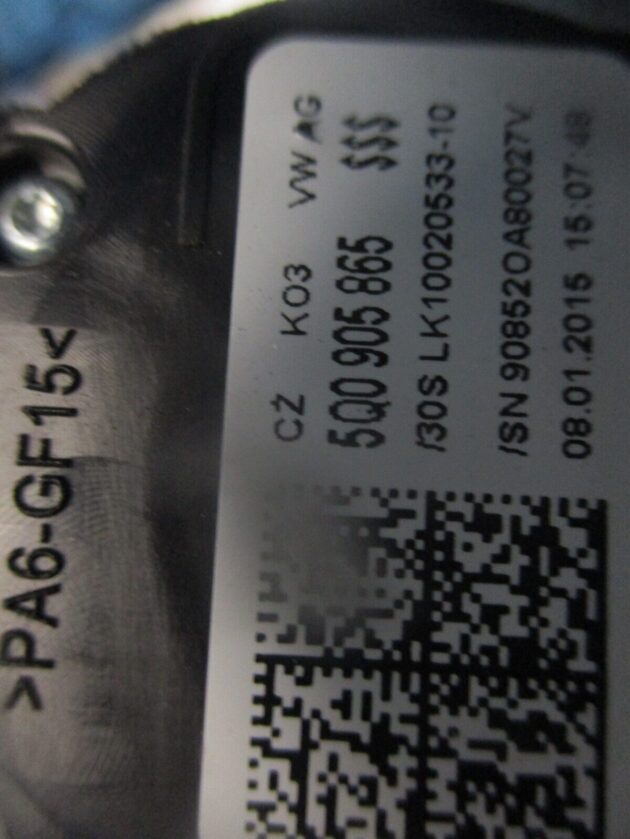 CZ K03 VW AG
5Q0 905 865 $$$
/30S LK10020533-10
/SN 90852OA80027V
08.01.2015 15:07:48
>PA6-GF15<